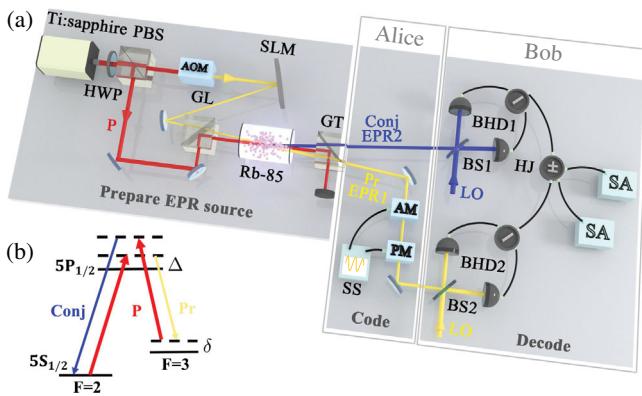 (a)
Ti:sapphire PBS
HWP
AOM
GL
SLM
P
Rb-85
GT
Prepare EPR source
Alice
Conj
EPR2
Pr
EPR1
AM
PM
SS
Code
Bob
BHD1
BS1
LO
HJ
H
SA
SA
BHD2
BS2
LO
Decode
(b)
5P1/2
Δ
Conj
P
Pr
5S1/2
F=2
F=3
δ